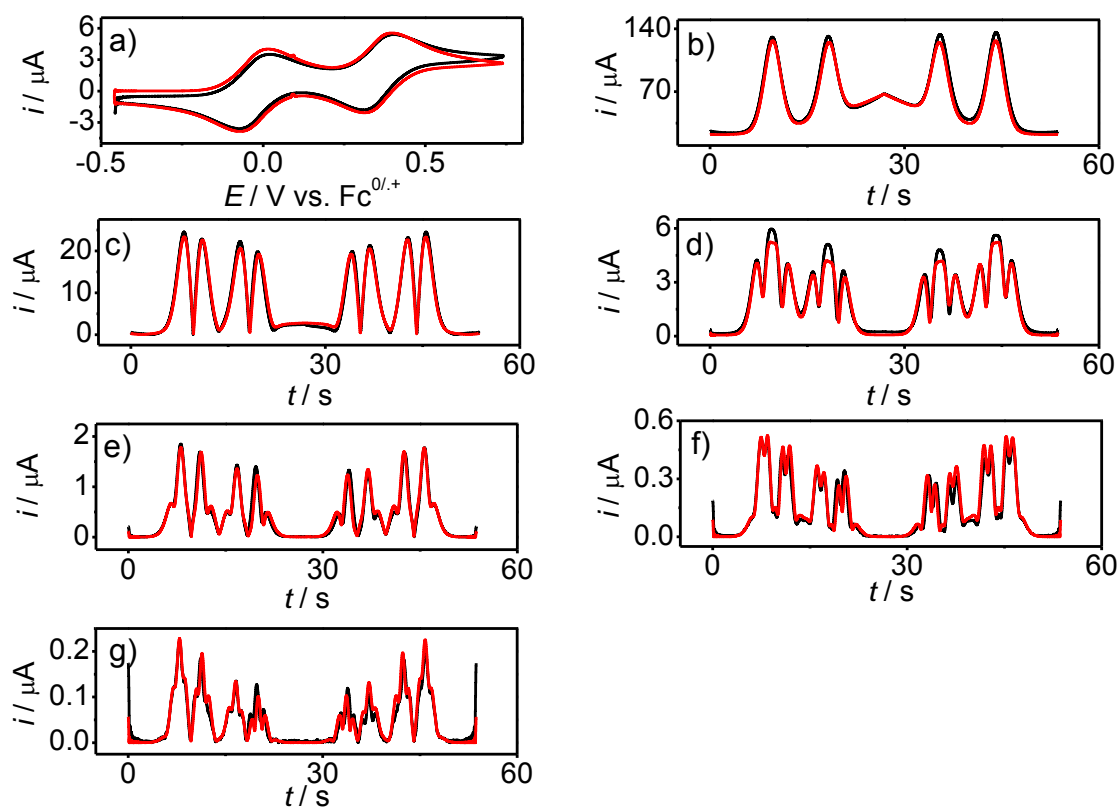 a)
i / μA
6
3
0
-3
-0.5
0.0
0.5
E / V vs. Fc0/.+
b)
i / μA
140
70
0
30
60
t / s
c)
i / μA
20
10
0
0
30
60
t / s
d)
i / μA
6
3
0
0
30
60
t / s
e)
i / μA
2
1
0
0
30
60
t / s
f)
i / μA
0.6
0.3
0.0
0
30
60
t / s
g)
i / μA
0.2
0.1
0.0
0
30
60
t / s